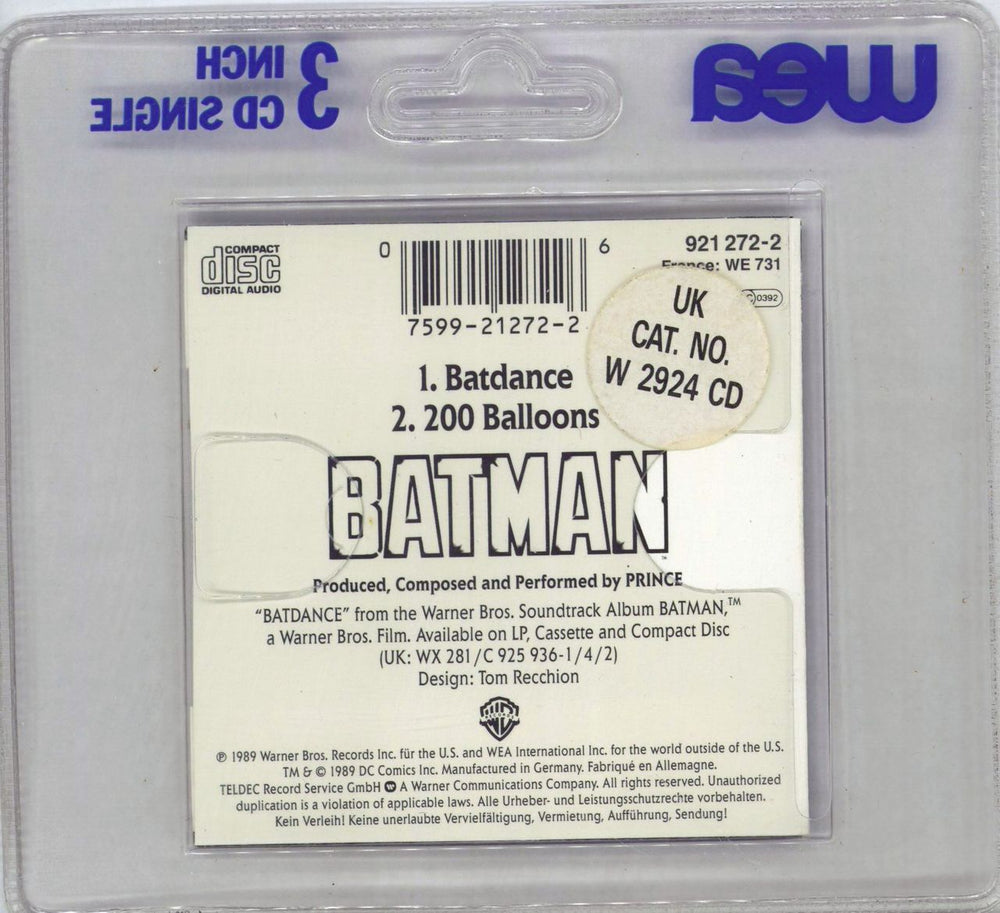 3 INCH
CD SINGLE
wea
COMPACT
disc
DIGITAL AUDIO
0
6
7599-21272-2
921 272-2
France: WE 731
0392
UK
CAT. NO.
W 2924 CD
1. Batdance
2. 200 Balloons
BATMAN
TM
Produced, Composed and Performed by PRINCE
“BATDANCE” from the Warner Bros. Soundtrack Album BATMAN,™
a Warner Bros. Film. Available on LP, Cassette and Compact Disc
(UK: WX 281/C 925 936-1/4/2)
Design: Tom Recchion
WB
RECORDS
℗ 1989 Warner Bros. Records Inc. für the U.S. and WEA International Inc. for the world outside of the U.S.
TM & © 1989 DC Comics Inc. Manufactured in Germany. Fabriqué en Allemagne.
TELDEC Record Service GmbH A Warner Communications Company. All rights reserved. Unauthorized
duplication is a violation of applicable laws. Alle Urheber- und Leistungsschutzrechte vorbehalten.
Kein Verleih! Keine unerlaubte Vervielfältigung, Vermietung, Aufführung, Sendung!